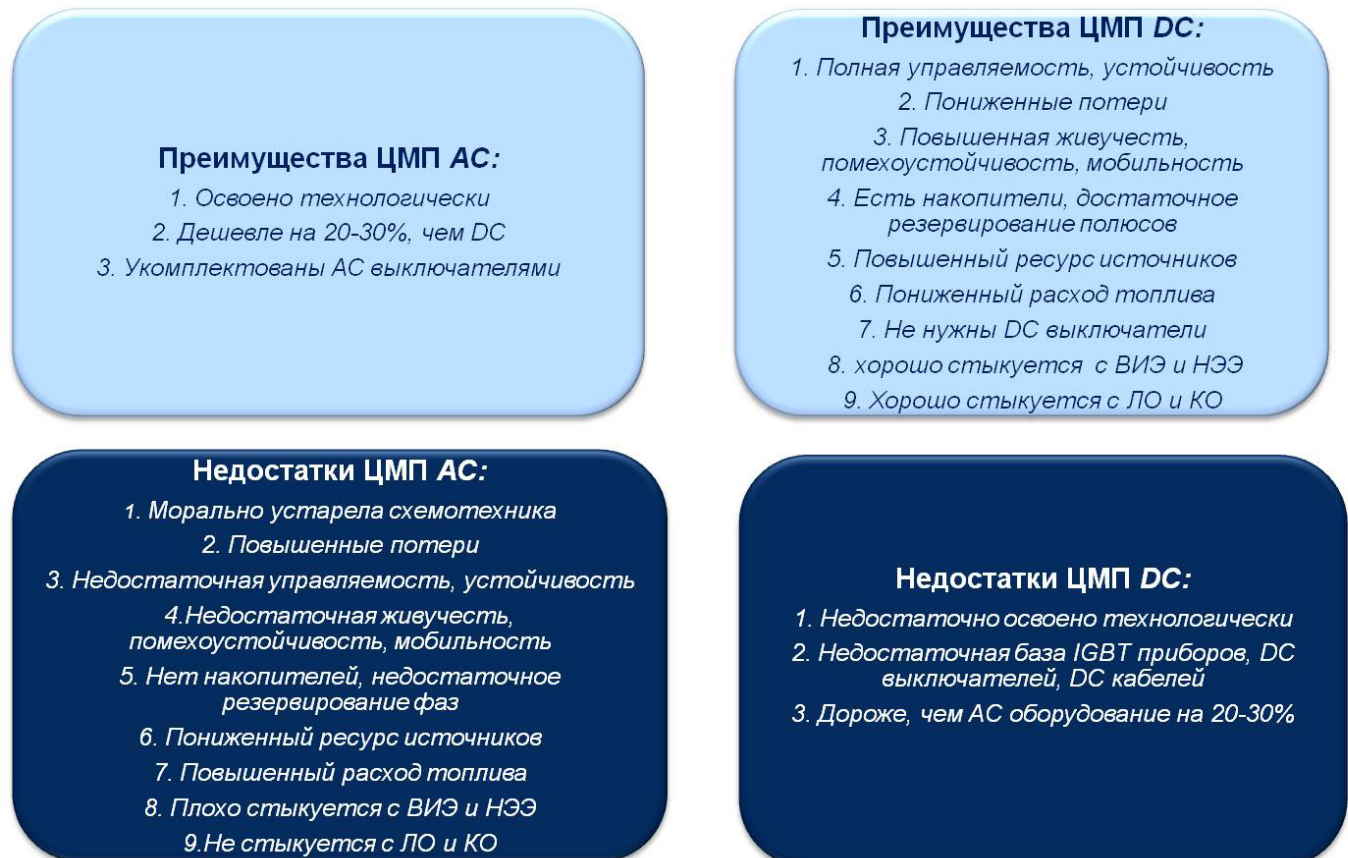 Преимущества ЦМП AC:
1. Освоено технологически
2. Дешевле на 20-30%, чем DC
3. Укомплектованы АС выключателями
Преимущества ЦМП DC:
1. Полная управляемость, устойчивость
2. Пониженные потери
3. Повышенная живучесть,
помехоустойчивость, мобильность
4. Есть накопители, достаточное
резервирование полюсов
5. Повышенный ресурс источников
6. Пониженный расход топлива
7. Не нужны DC выключатели
8. хорошо стыкуется с ВИЭ и НЭЭ
9. Хорошо стыкуется с ЛО и КО
Недостатки ЦМП AC:
1. Морально устарела схемотехника
2. Повышенные потери
3. Недостаточная управляемость, устойчивость
4.Недостаточная живучесть,
помехоустойчивость, мобильность
5. Нет накопителей, недостаточное
резервирование фаз
6. Пониженный ресурс источников
7. Повышенный расход топлива
8. Плохо стыкуется с ВИЭ и НЭЭ
9.Не стыкуется с ЛО и КО
Недостатки ЦМП DC:
1. Недостаточно освоено технологически
2. Недостаточная база IGBT приборов, DC
выключателей, DC кабелей
3. Дороже, чем АС оборудование на 20-30%